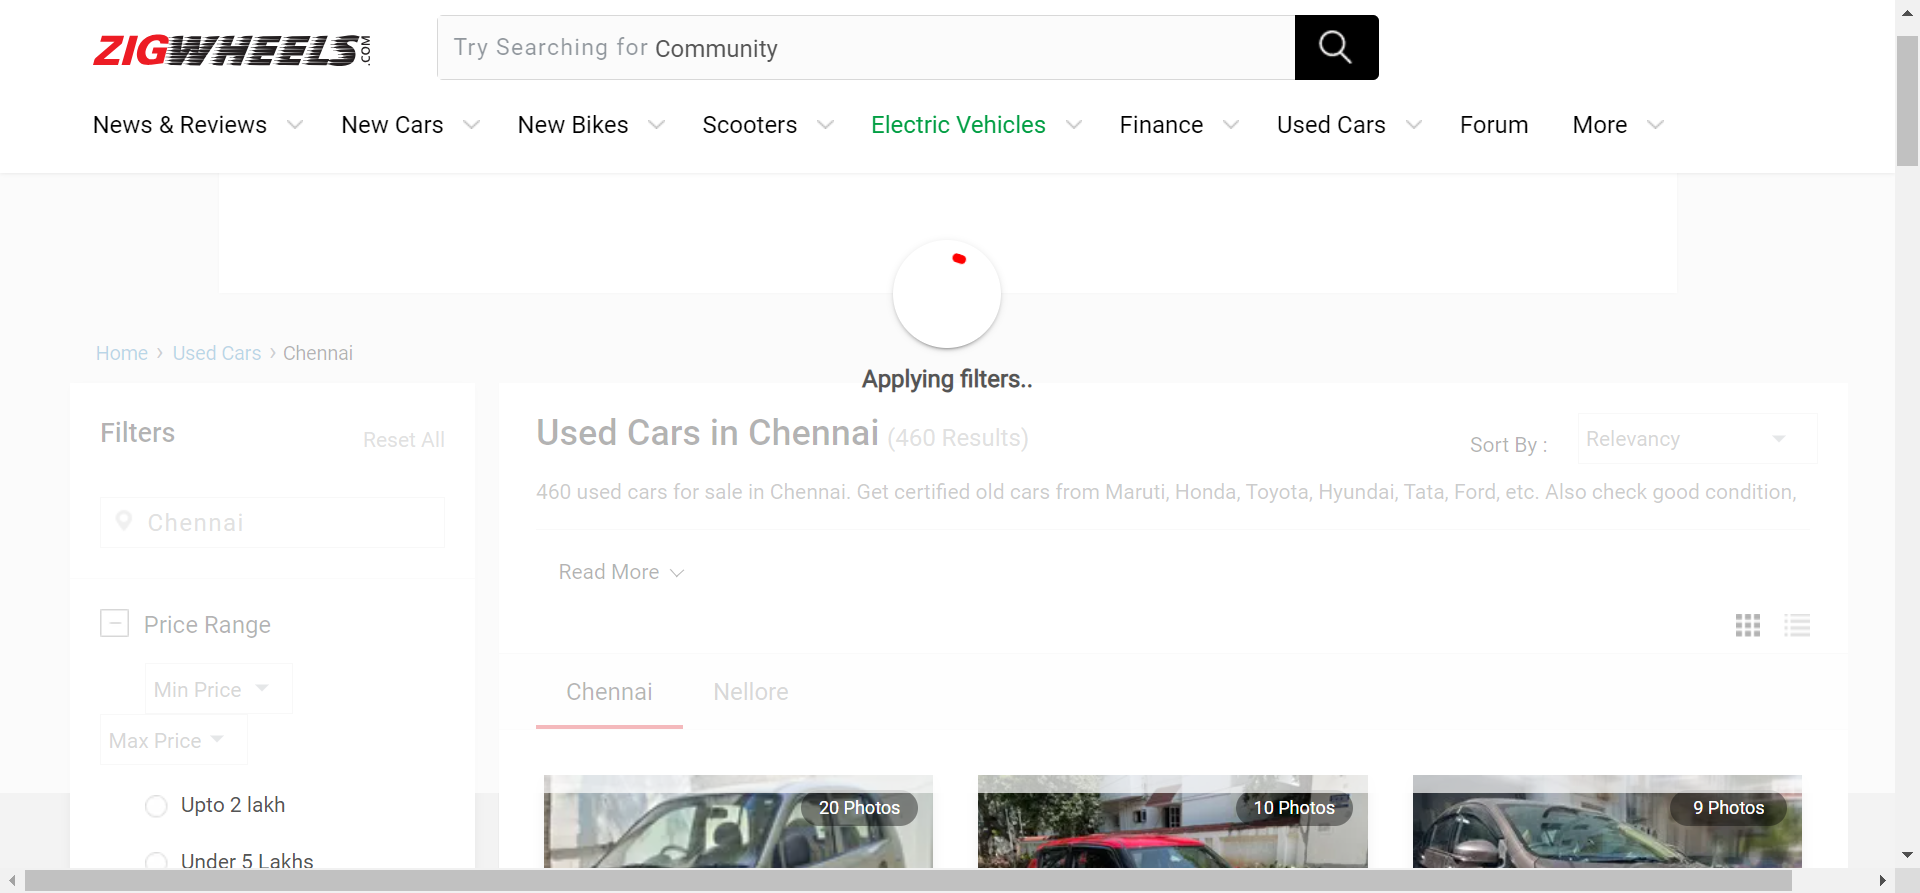 ZIGWHEELS.COM
Try Searching for Community
News & Reviews New Cars New Bikes Scooters Electric Vehicles Finance Used Cars Forum More
Applying filters..
Home › Used Cars › Chennai
Filters
Reset All
Chennai
Price Range
Min Price
Max Price
Upto 2 lakh
Under 5 Lakhs
Used Cars in Chennai (460 Results)
Sort By : Relevancy
460 used cars for sale in Chennai. Get certified old cars from Maruti, Honda, Toyota, Hyundai, Tata, Ford, etc. Also check good condition,
Read More
Chennai Nellore
20 Photos
10 Photos
9 Photos